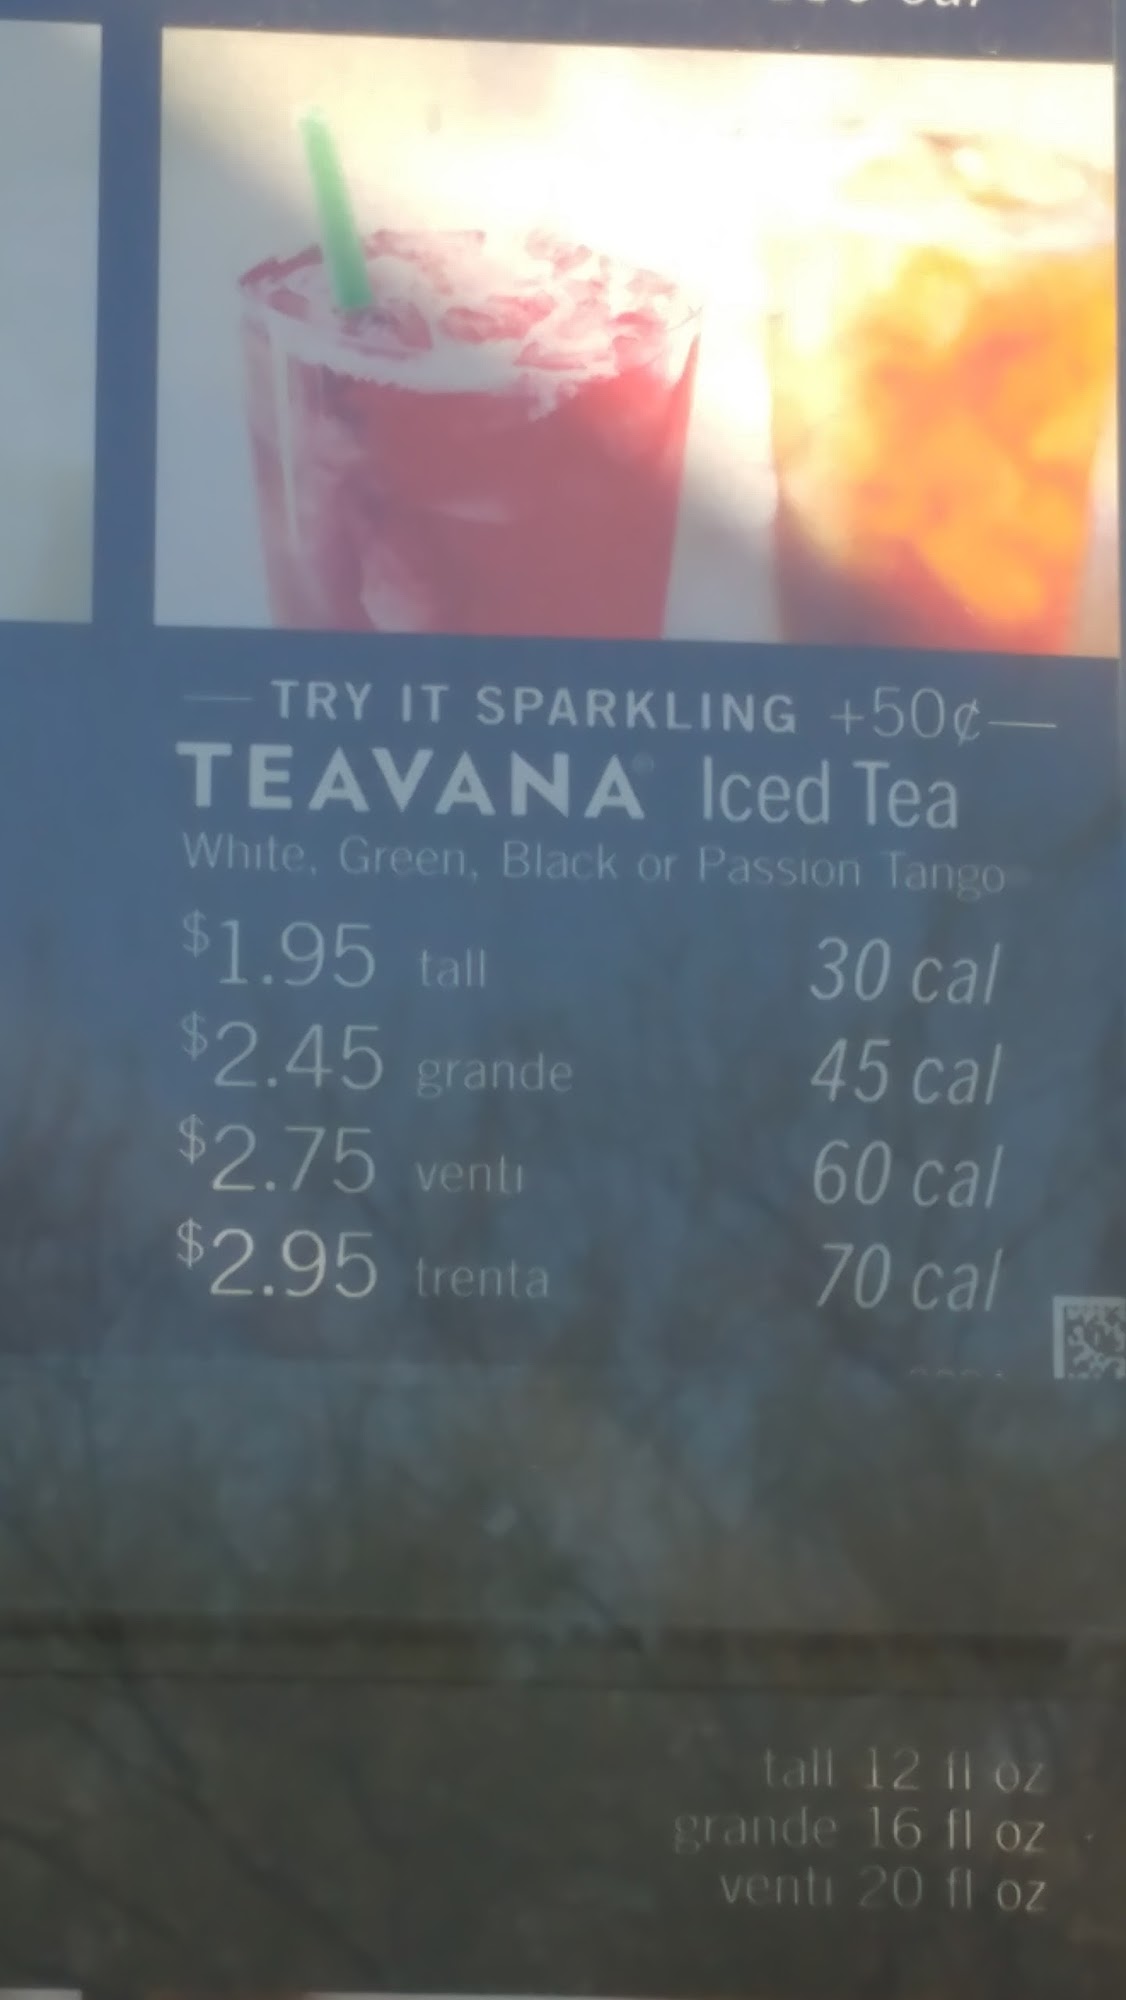 TRY IT SPARKLING +50¢
TEAVANA® Iced Tea
White, Green, Black or Passion Tango
$1.95 tall 30 cal
$2.45 grande 45 cal
$2.75 venti 60 cal
$2.95 trenta 70 cal
tall 12 fl oz
grande 16 fl oz
venti 20 fl oz